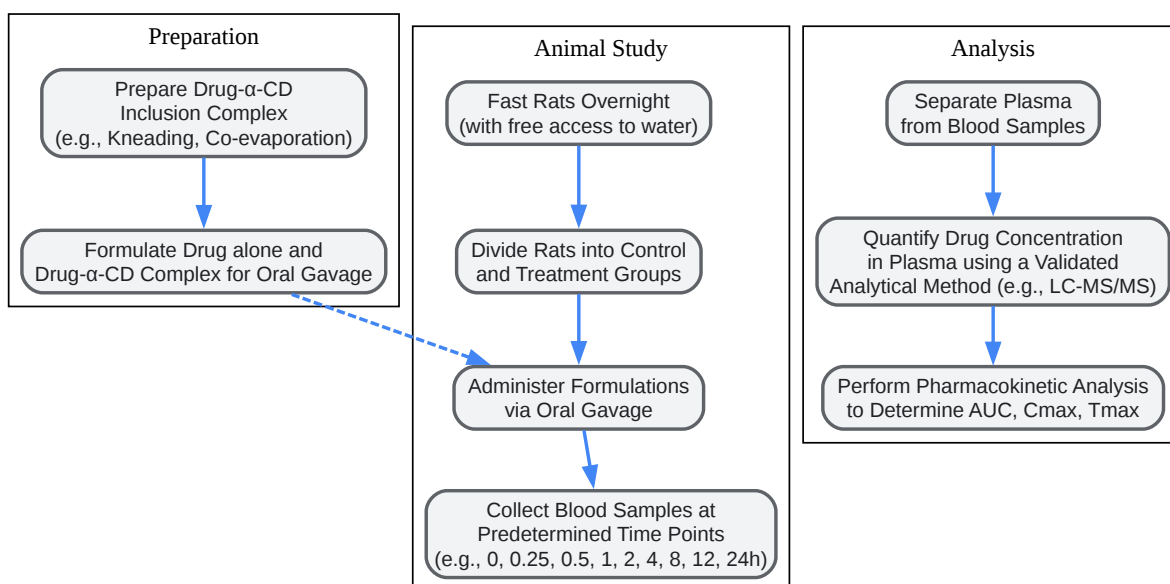 Preparation
Prepare Drug-α-CD
Inclusion Complex
(e.g., Kneading, Co-evaporation)
Formulate Drug alone and
Drug-α-CD Complex for Oral Gavage
Animal Study
Fast Rats Overnight
(with free access to water)
Divide Rats into Control
and Treatment Groups
Administer Formulations
via Oral Gavage
Collect Blood Samples at
Predetermined Time Points
(e.g., 0, 0.25, 0.5, 1, 2, 4, 8, 12, 24h)
Analysis
Separate Plasma
from Blood Samples
Quantify Drug Concentration
in Plasma using a Validated
Analytical Method (e.g., LC-MS/MS)
Perform Pharmacokinetic Analysis
to Determine AUC, Cmax, Tmax